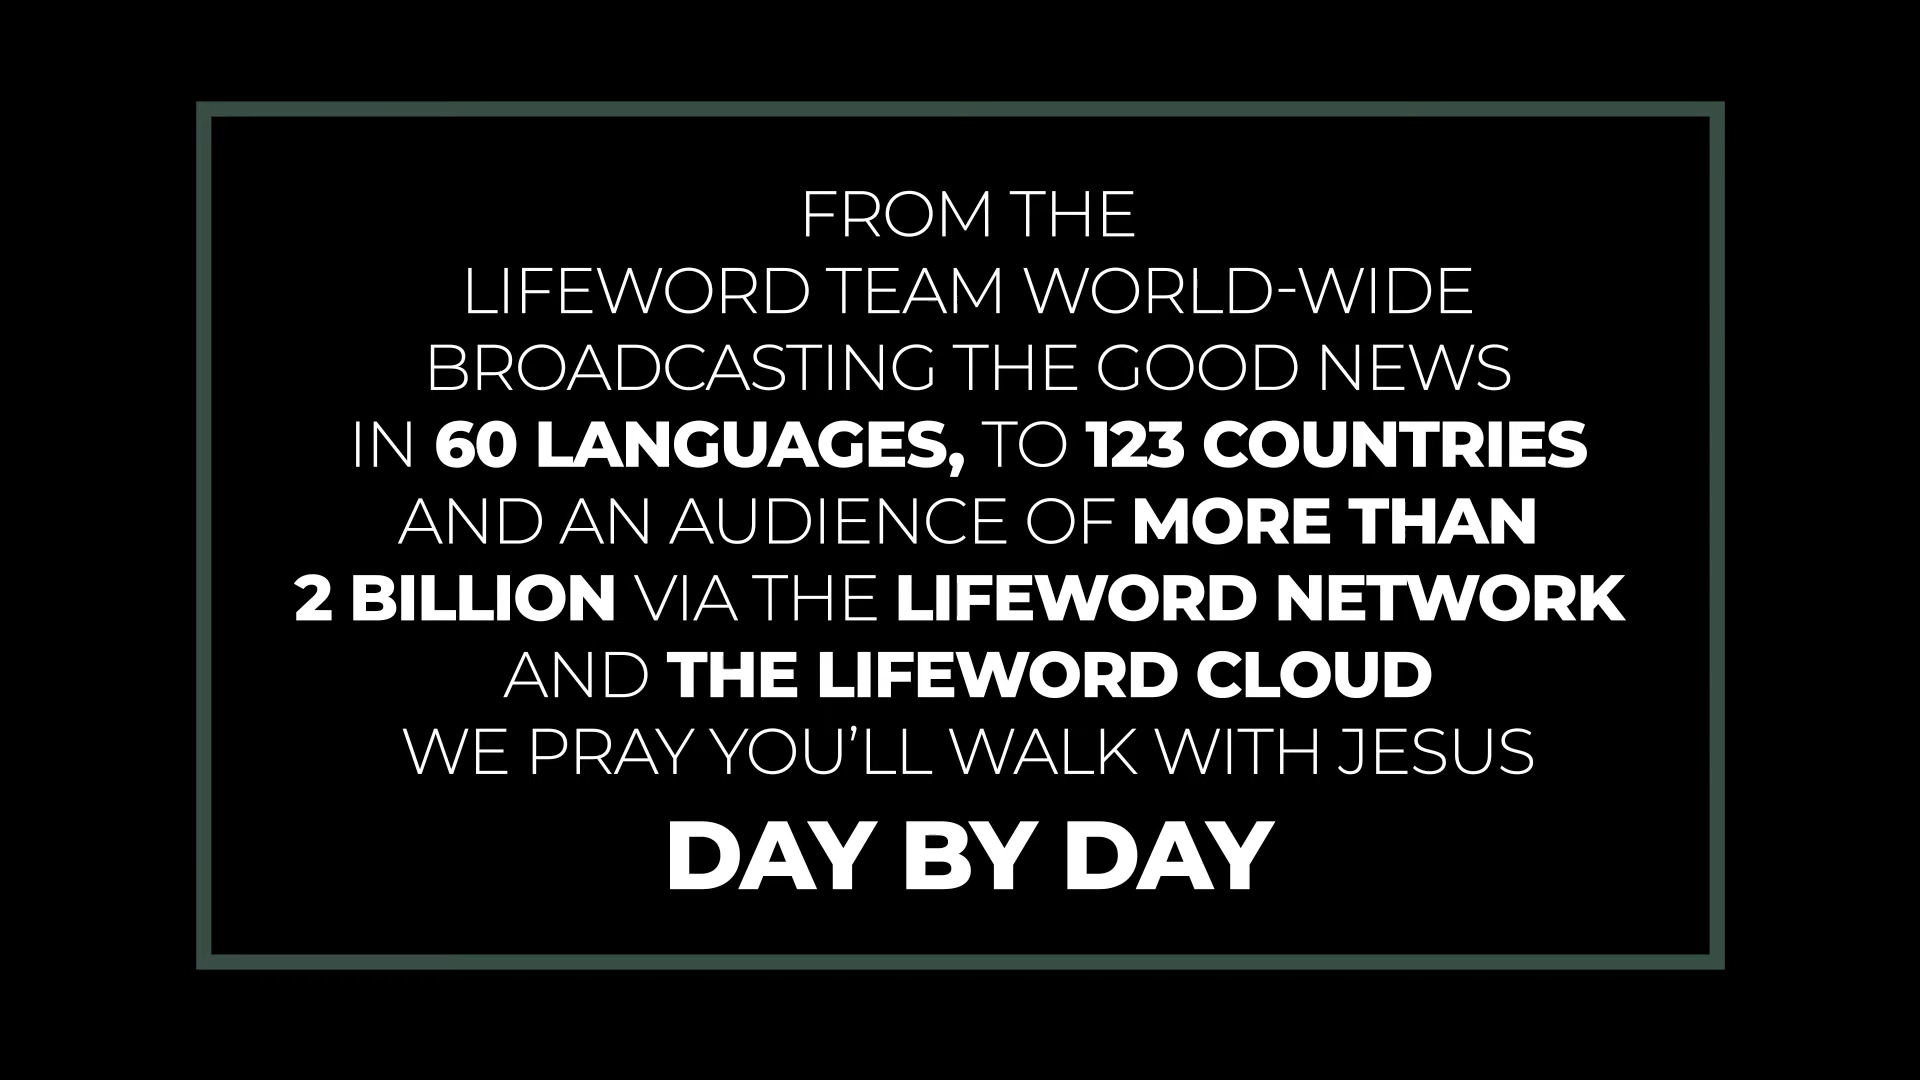 FROM THE
LIFEWORD TEAM WORLD-WIDE
BROADCASTING THE GOOD NEWS
IN 60 LANGUAGES, TO 123 COUNTRIES
AND AN AUDIENCE OF MORE THAN
2 BILLION VIA THE LIFEWORD NETWORK
AND THE LIFEWORD CLOUD
WE PRAY YOU’LL WALK WITH JESUS
DAY BY DAY